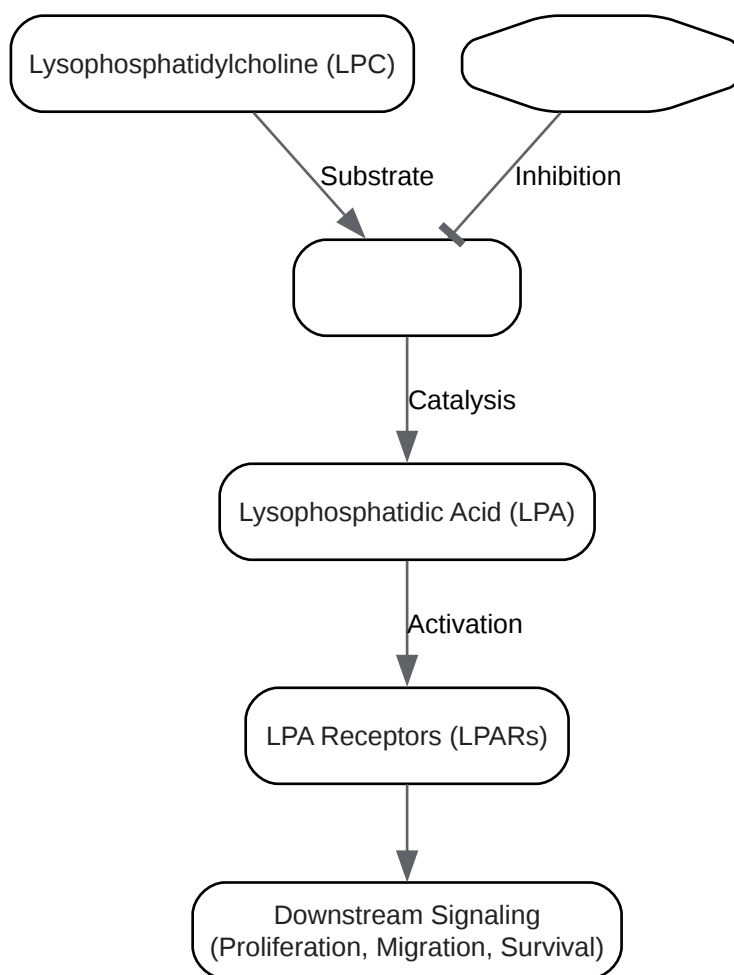 Lysophosphatidylcholine (LPC)
Substrate
Inhibition
Catalysis
Lysophosphatidic Acid (LPA)
Activation
LPA Receptors (LPARs)
Downstream Signaling
(Proliferation, Migration, Survival)